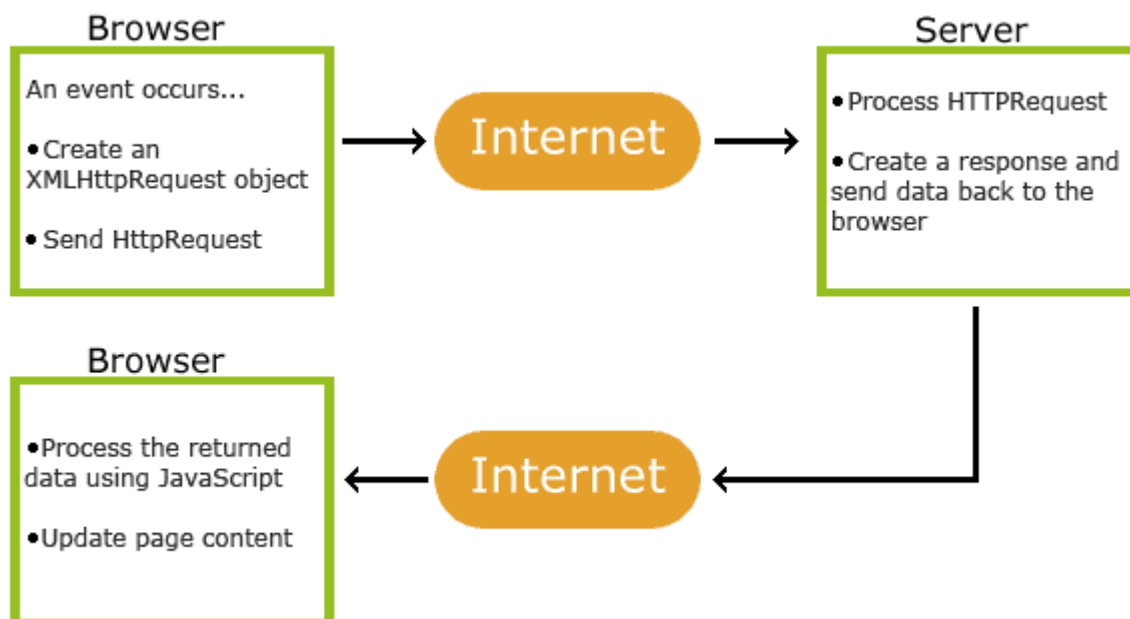 Browser
An event occurs...
•Create an
XMLHttpRequest object
•Send HttpRequest
Internet
Server
•Process HTTPRequest
•Create a response and
send data back to the
browser
Browser
•Process the returned
data using JavaScript
•Update page content
Internet